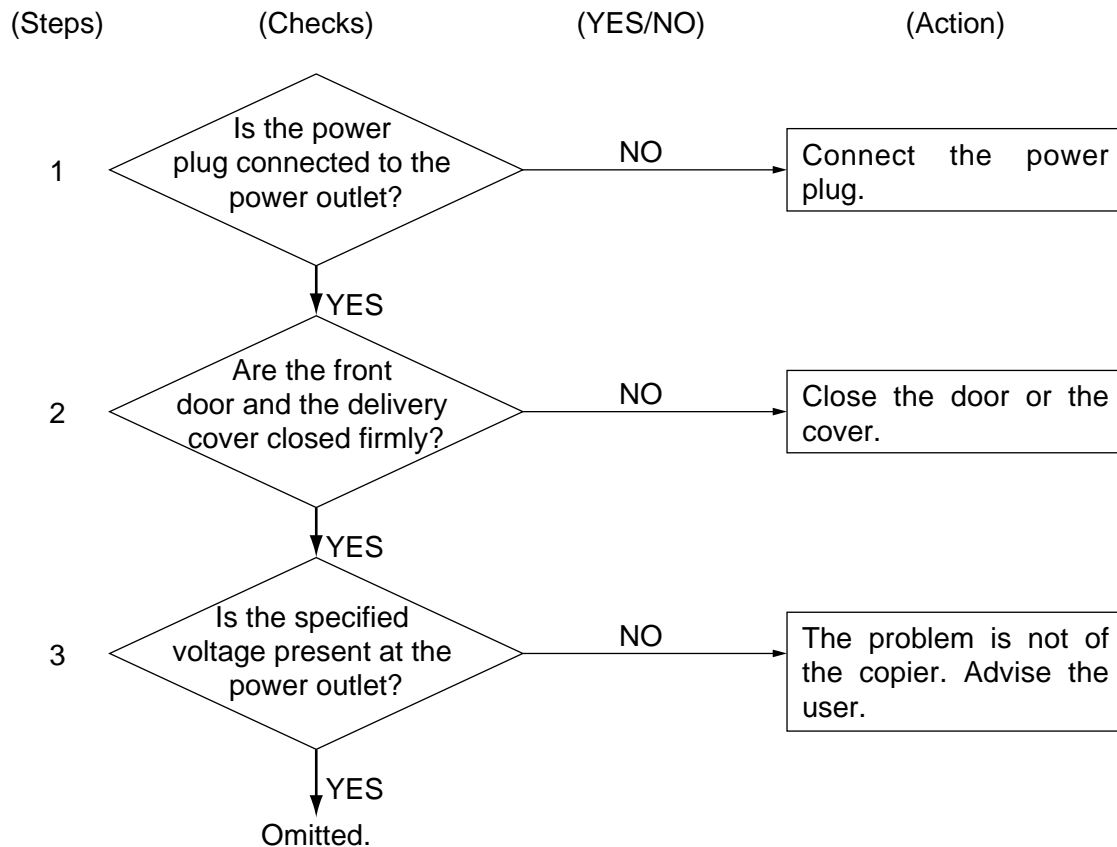 (Steps) (Checks) (YES/NO) (Action)
1
Is the power
plug connected to the
power outlet?
NO
Connect the power
plug.
YES
2
Are the front
door and the delivery
cover closed firmly?
NO
Close the door or the
cover.
YES
3
Is the specified
voltage present at the
power outlet?
NO
The problem is not of
the copier. Advise the
user.
YES
Omitted.